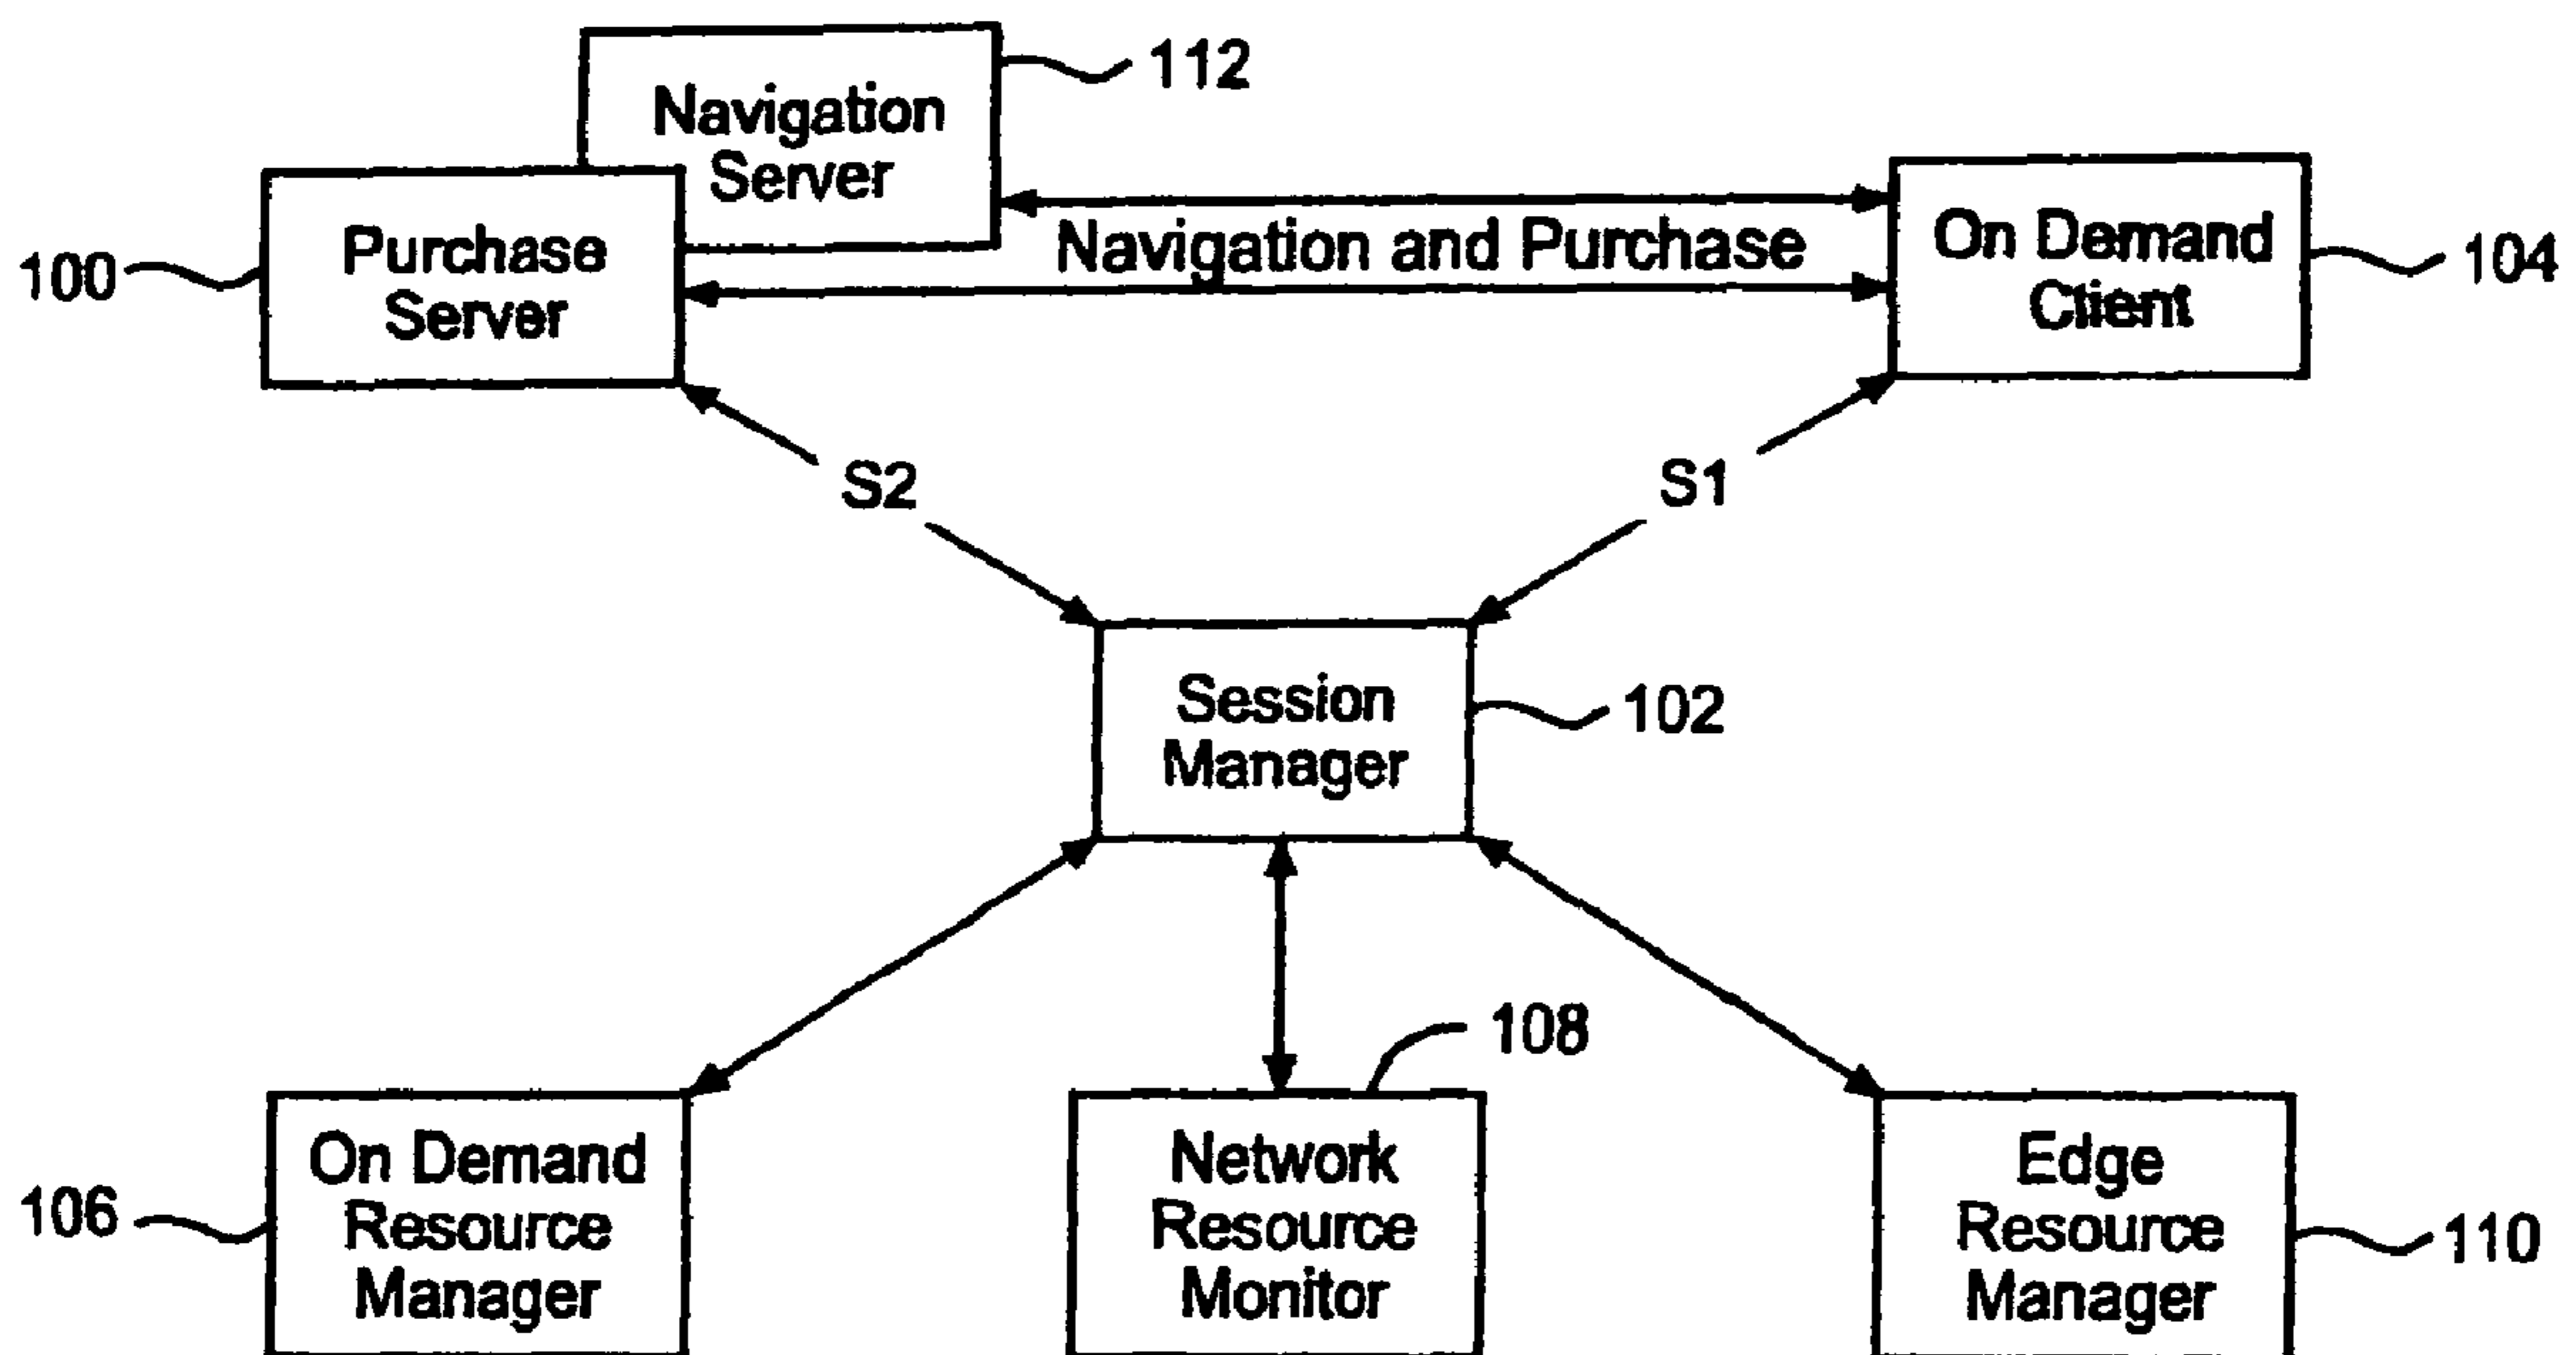 112
Navigation
Server
Purchase
Server
100
Navigation and Purchase
On Demand
Client
104
S2
S1
Session
Manager
102
108
On Demand
Resource
Manager
106
Network
Resource
Monitor
Edge
Resource
Manager
110